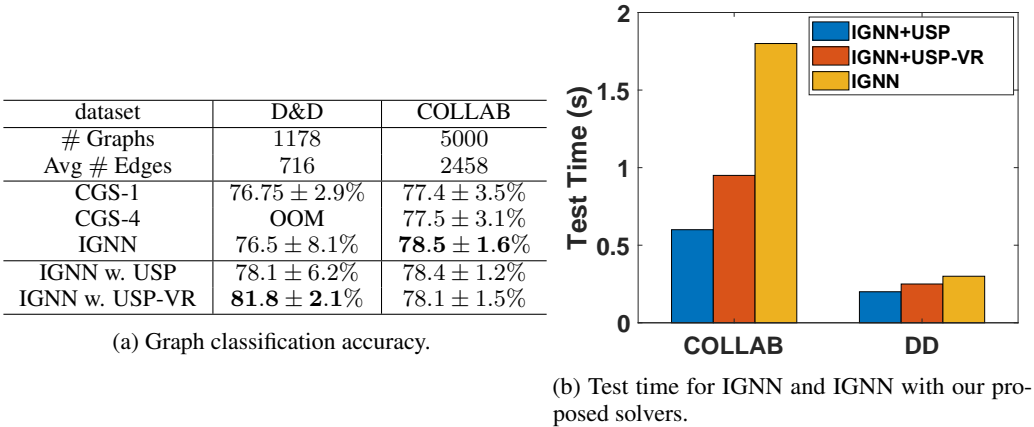 dataset D&D COLLAB
# Graphs 1178 5000
Avg # Edges 716 2458
CGS-1 76.75 ± 2.9% 77.4 ± 3.5%
CGS-4 OOM 77.5 ± 3.1%
IGNN 76.5 ± 8.1% 78.5 ± 1.6%
IGNN w. USP 78.1 ± 6.2% 78.4 ± 1.2%
IGNN w. USP-VR 81.8 ± 2.1% 78.1 ± 1.5%
(a) Graph classification accuracy.
2
1.5
1
0.5
0
Test Time (s)
IGNN+USP
IGNN+USP-VR
IGNN
COLLAB DD
(b) Test time for IGNN and IGNN with our pro-
posed solvers.